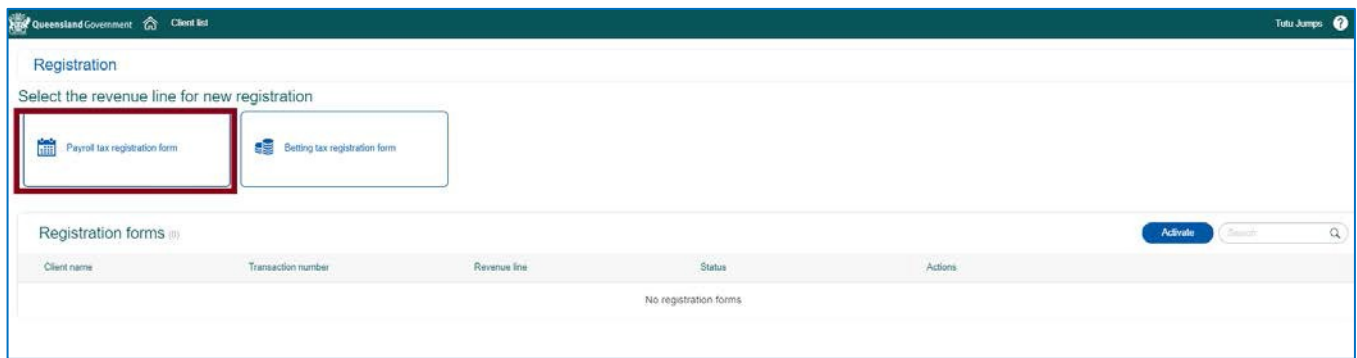 Queensland Government Client list Tutu Jumps ?
Registration
Select the revenue line for new registration
Payroll tax registration form Betting tax registration form
Registration forms (0) Activate Search
Client name Transaction number Revenue line Status Actions
No registration forms